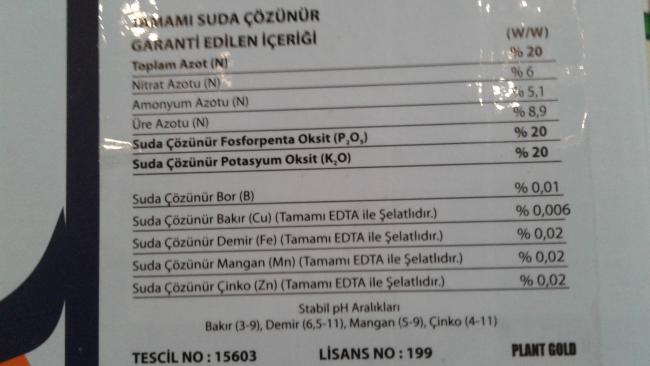 TAMAMI SUDA ÇÖZÜNÜR
GARANTİ EDİLEN İÇERİĞİ (W/W)
Toplam Azot (N) % 20
Nitrat Azotu (N) % 6
Amonyum Azotu (N) % 5,1
Üre Azotu (N) % 8,9
Suda Çözünür Fosforpenta Oksit (P₂O₅) % 20
Suda Çözünür Potasyum Oksit (K₂O) % 20
Suda Çözünür Bor (B) % 0,01
Suda Çözünür Bakır (Cu) (Tamamı EDTA ile Şelatlıdır.) % 0,006
Suda Çözünür Demir (Fe) (Tamamı EDTA ile Şelatlıdır.) % 0,02
Suda Çözünür Mangan (Mn) (Tamamı EDTA ile Şelatlıdır.) % 0,02
Suda Çözünür Çinko (Zn) (Tamamı EDTA ile Şelatlıdır.) % 0,02
Stabil pH Aralıkları
Bakır (3-9), Demir (6,5-11), Mangan (5-9), Çinko (4-11)
TESCİL NO : 15603 LİSANS NO : 199 PLANT GOLD